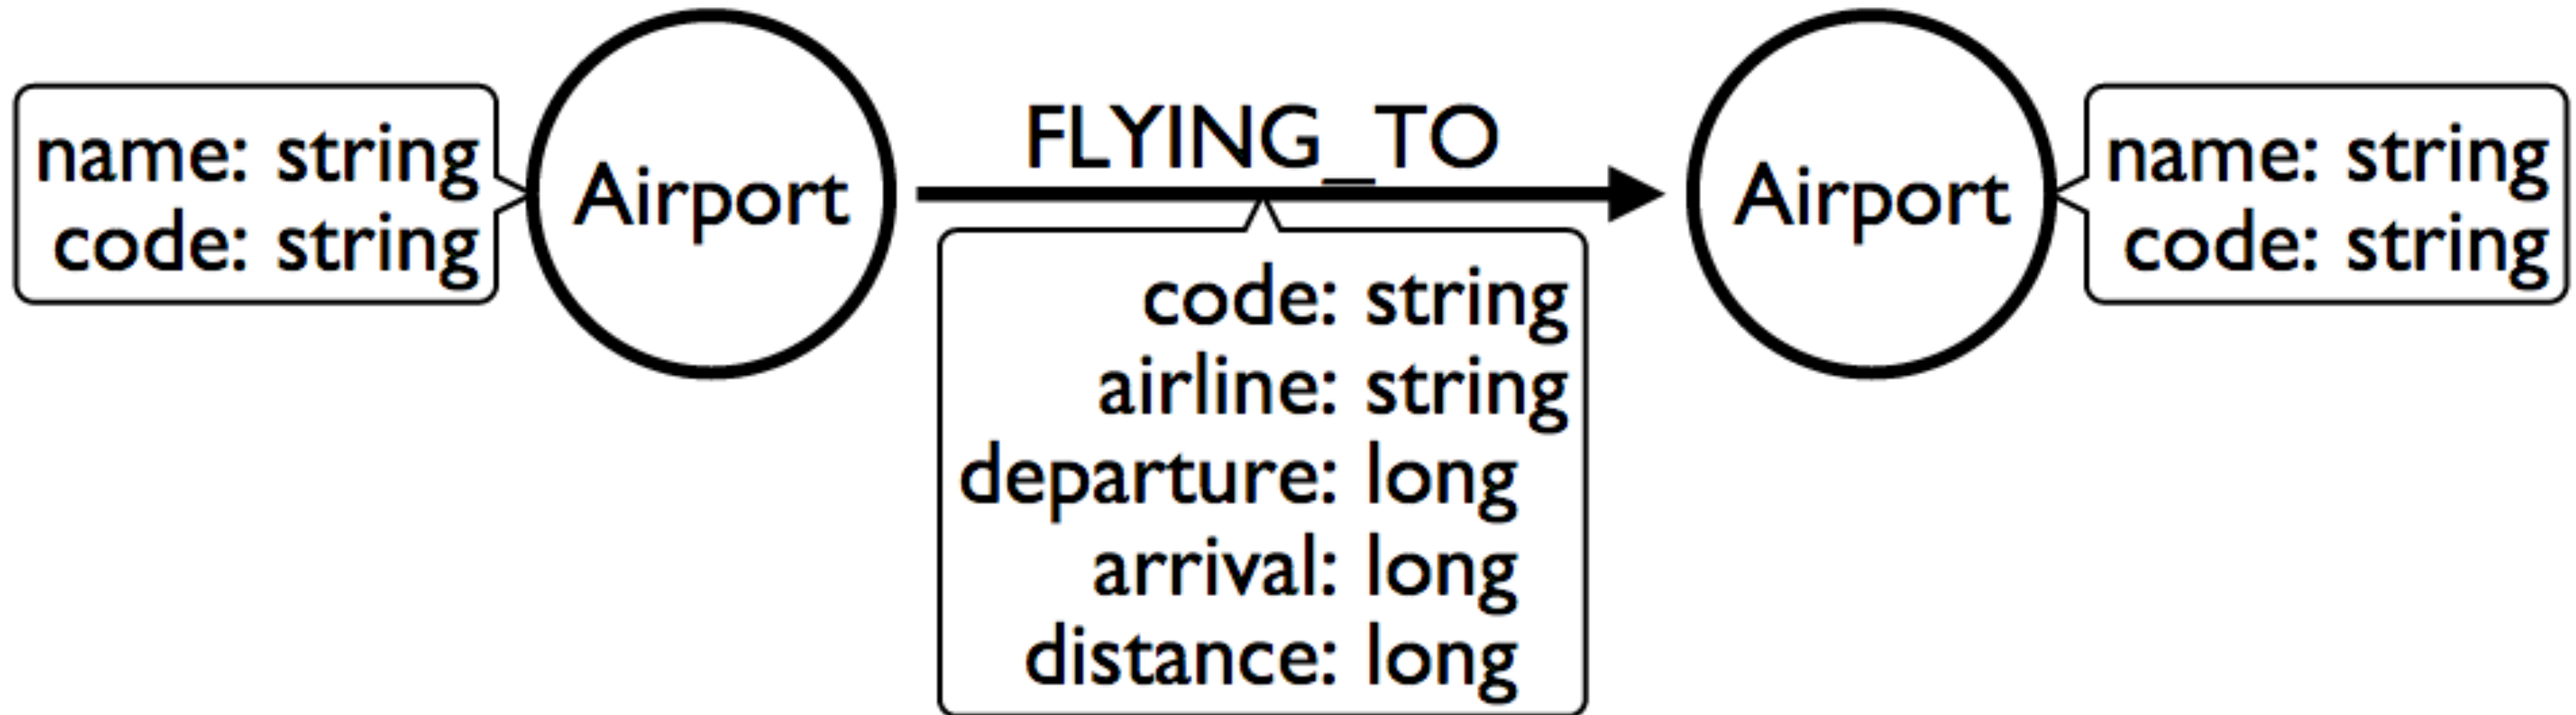 name: string
code: string
Airport
FLYING_TO
code: string
airline: string
departure: long
arrival: long
distance: long
Airport
name: string
code: string